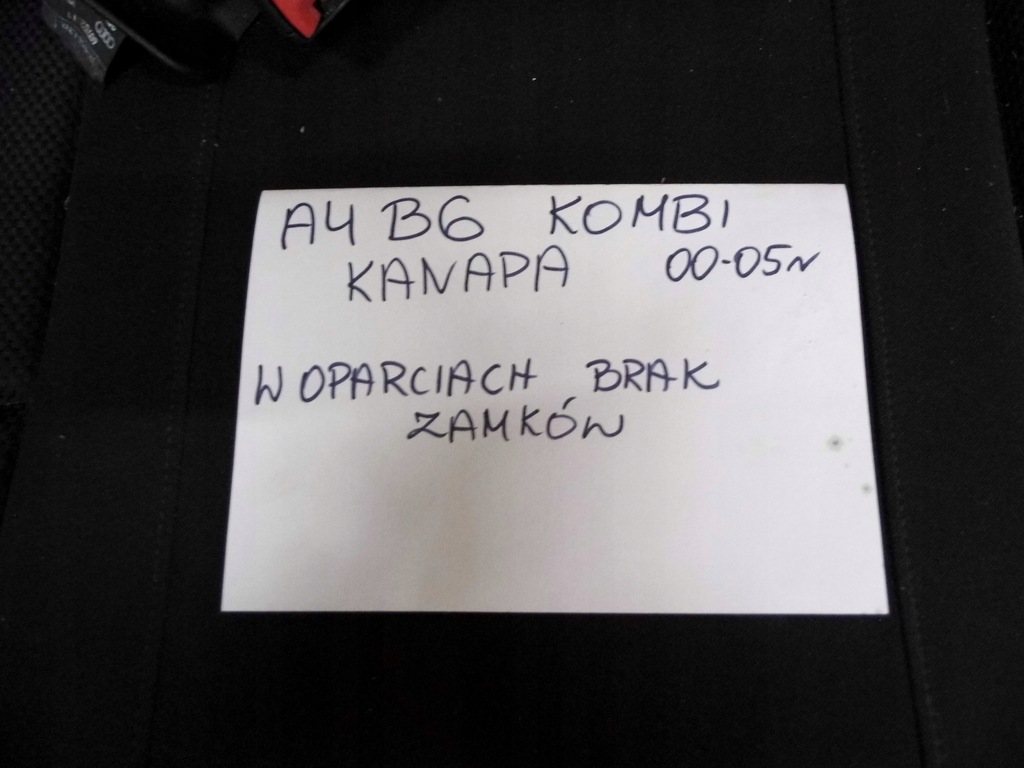 A4 B6 KOMBI
KANAPA 00-05r
W OPARCIACH BRAK
ZAMKÓW